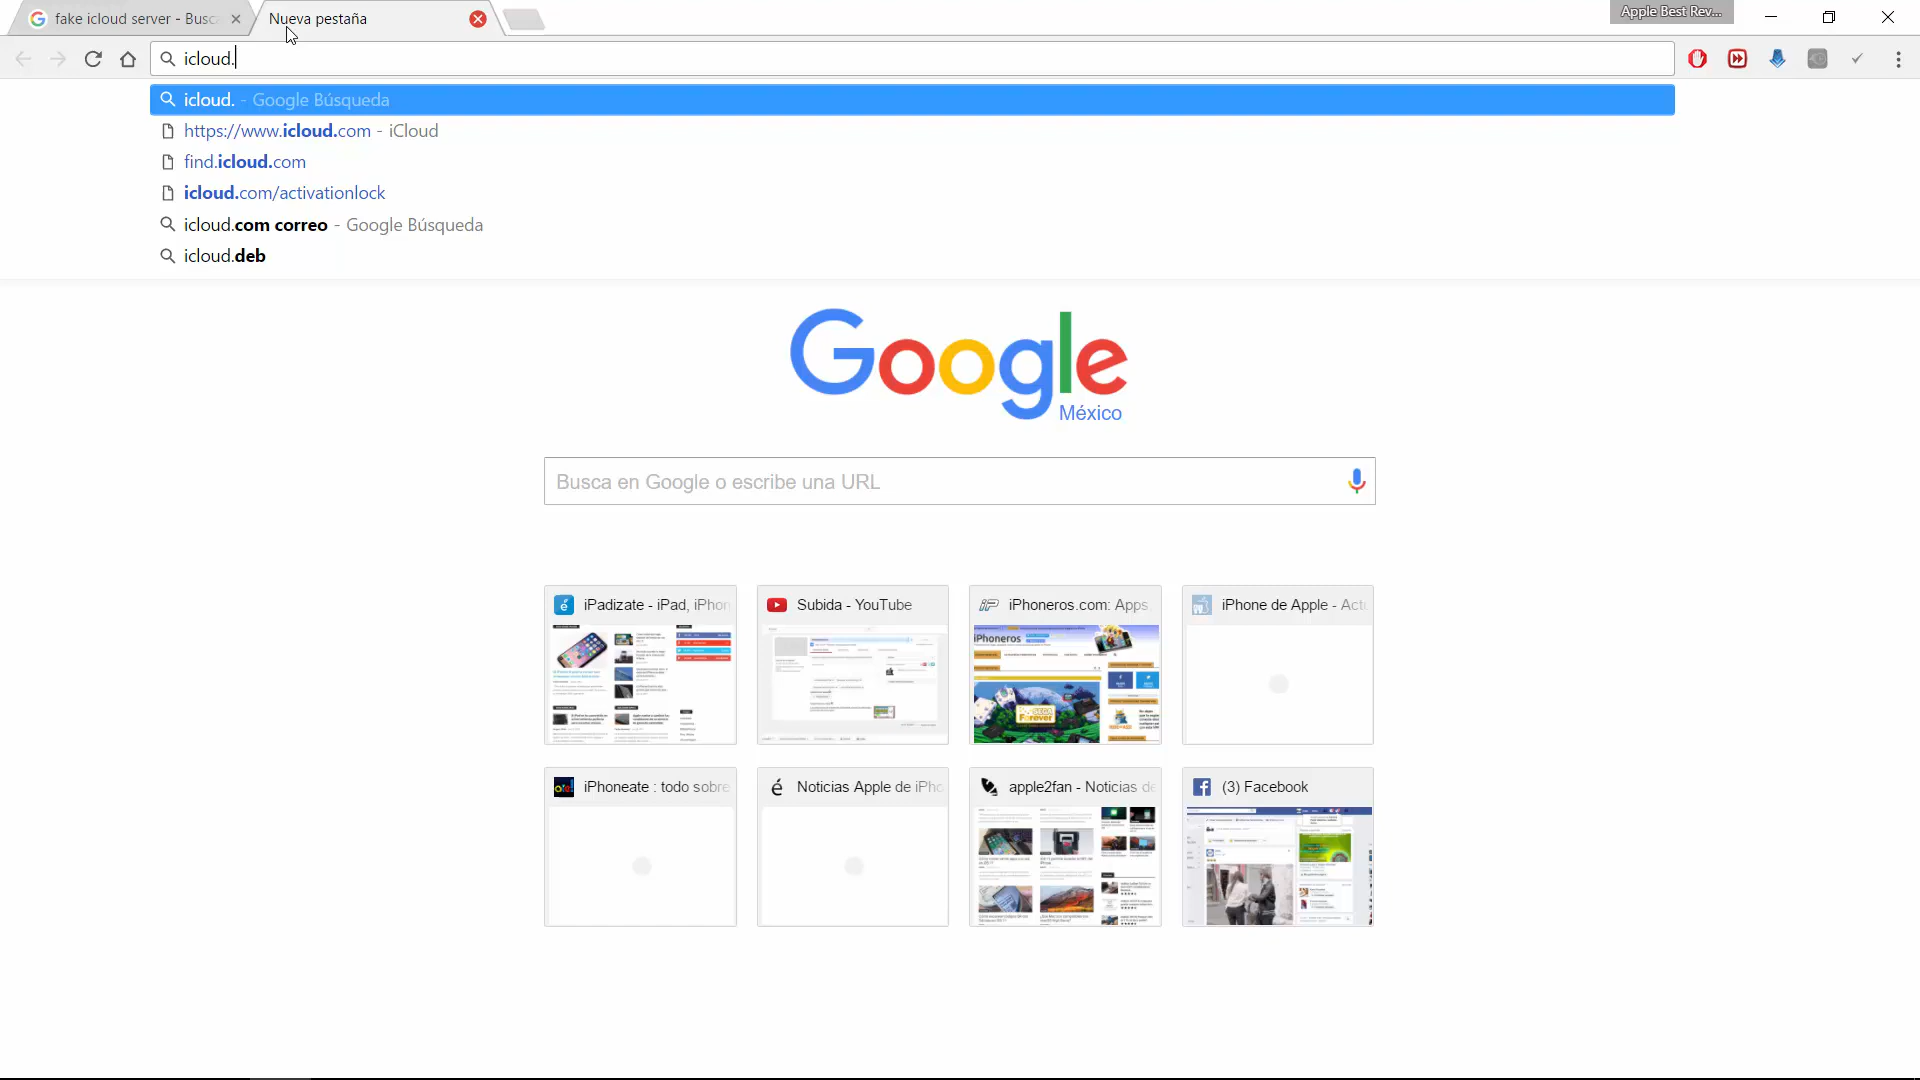 fake icloud server - Busc
Nueva pestaña
Apple Best Rev...
icloud.
icloud. - Google Búsqueda
https://www.icloud.com - iCloud
find.icloud.com
icloud.com/activationlock
icloud.com correo - Google Búsqueda
icloud.deb
Google
México
Busca en Google o escribe una URL
iPadizate - iPad, iPhon
Subida - YouTube
iPhoneros.com: Apps
iPhone de Apple - Actu
iPhoneros
iPhoneate : todo sobre
Noticias Apple de iPho
apple2fan - Noticias de
(3) Facebook